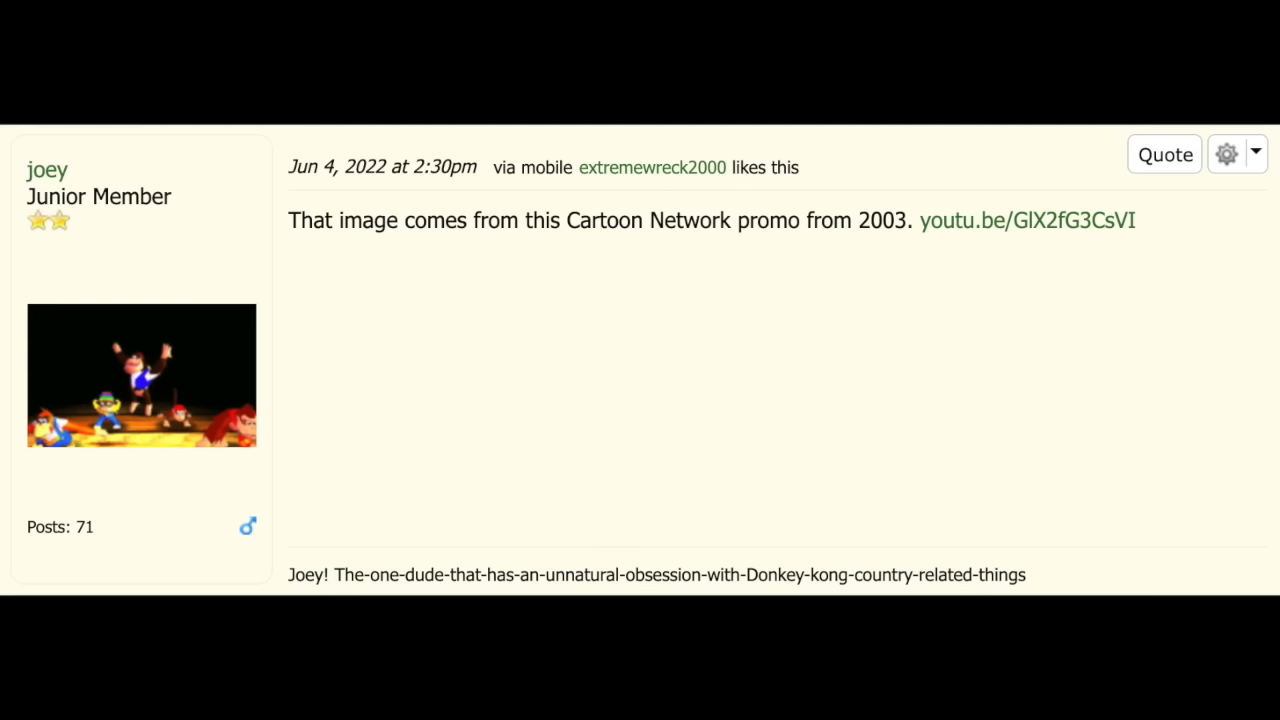 joey
Junior Member
Jun 4, 2022 at 2:30pm via mobile extremewreck2000 likes this
Quote
That image comes from this Cartoon Network promo from 2003. youtu.be/GlX2fG3CsVI
Posts: 71
Joey! The-one-dude-that-has-an-unnatural-obsession-with-Donkey-kong-country-related-things